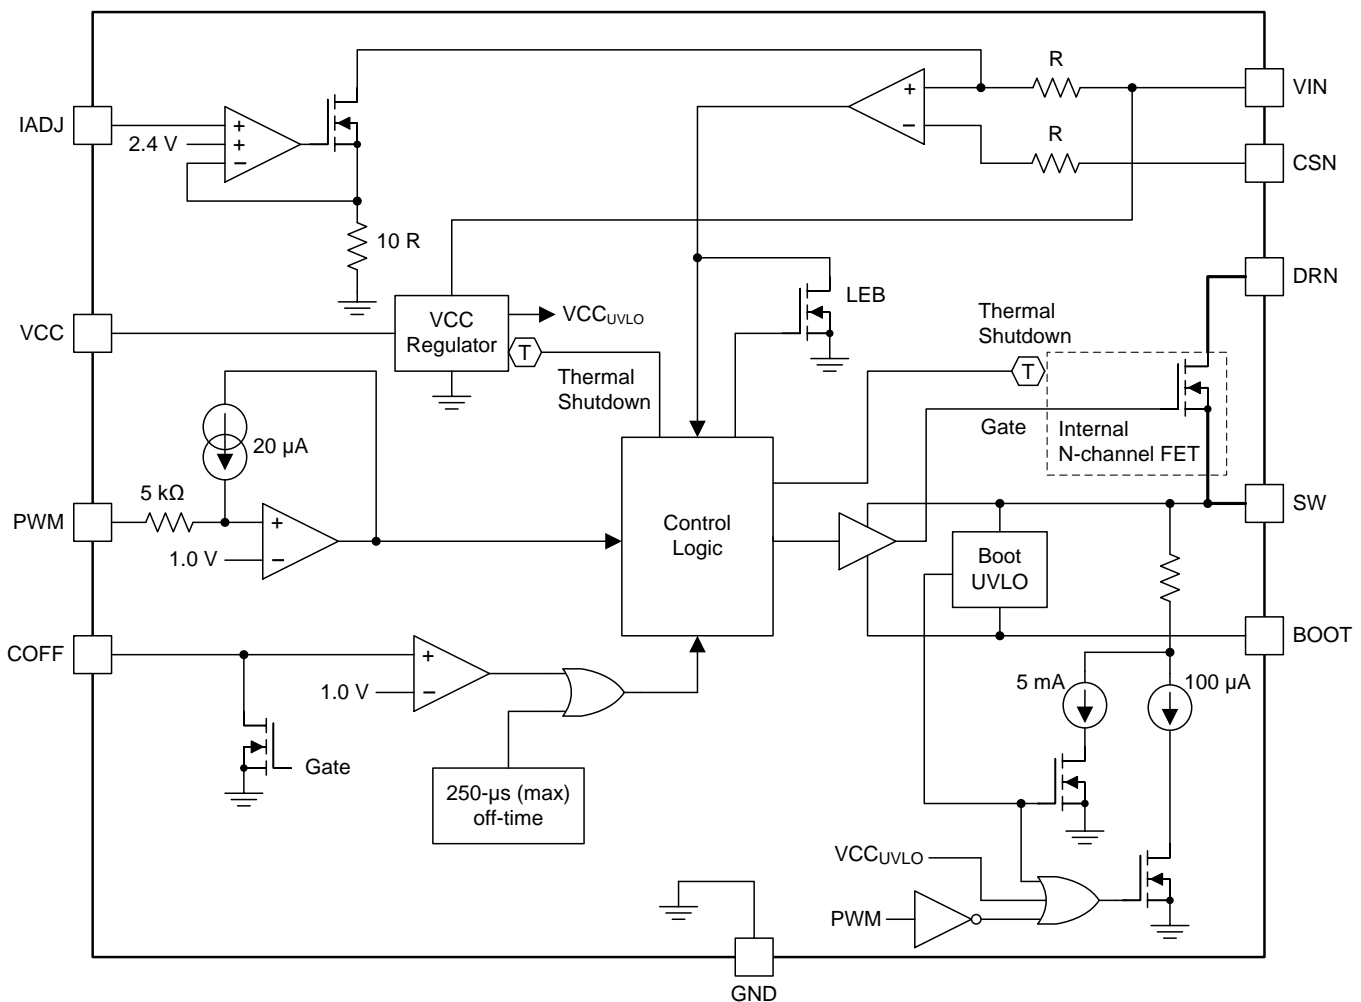 R
VIN
IADJ
+
+
2.4 V
+
−
−
R
CSN
10 R
DRN
LEB
VCC
VCC
Regulator
VCCUVLO
T
Thermal
Shutdown
Thermal
Shutdown
T
20 µA
Gate
Internal
N-channel FET
5 kΩ
PWM
+
1.0 V
−
Control
Logic
SW
Boot
UVLO
COFF
+
1.0 V
−
BOOT
5 mA
100 µA
Gate
250-µs (max)
off-time
VCCUVLO
PWM
GND